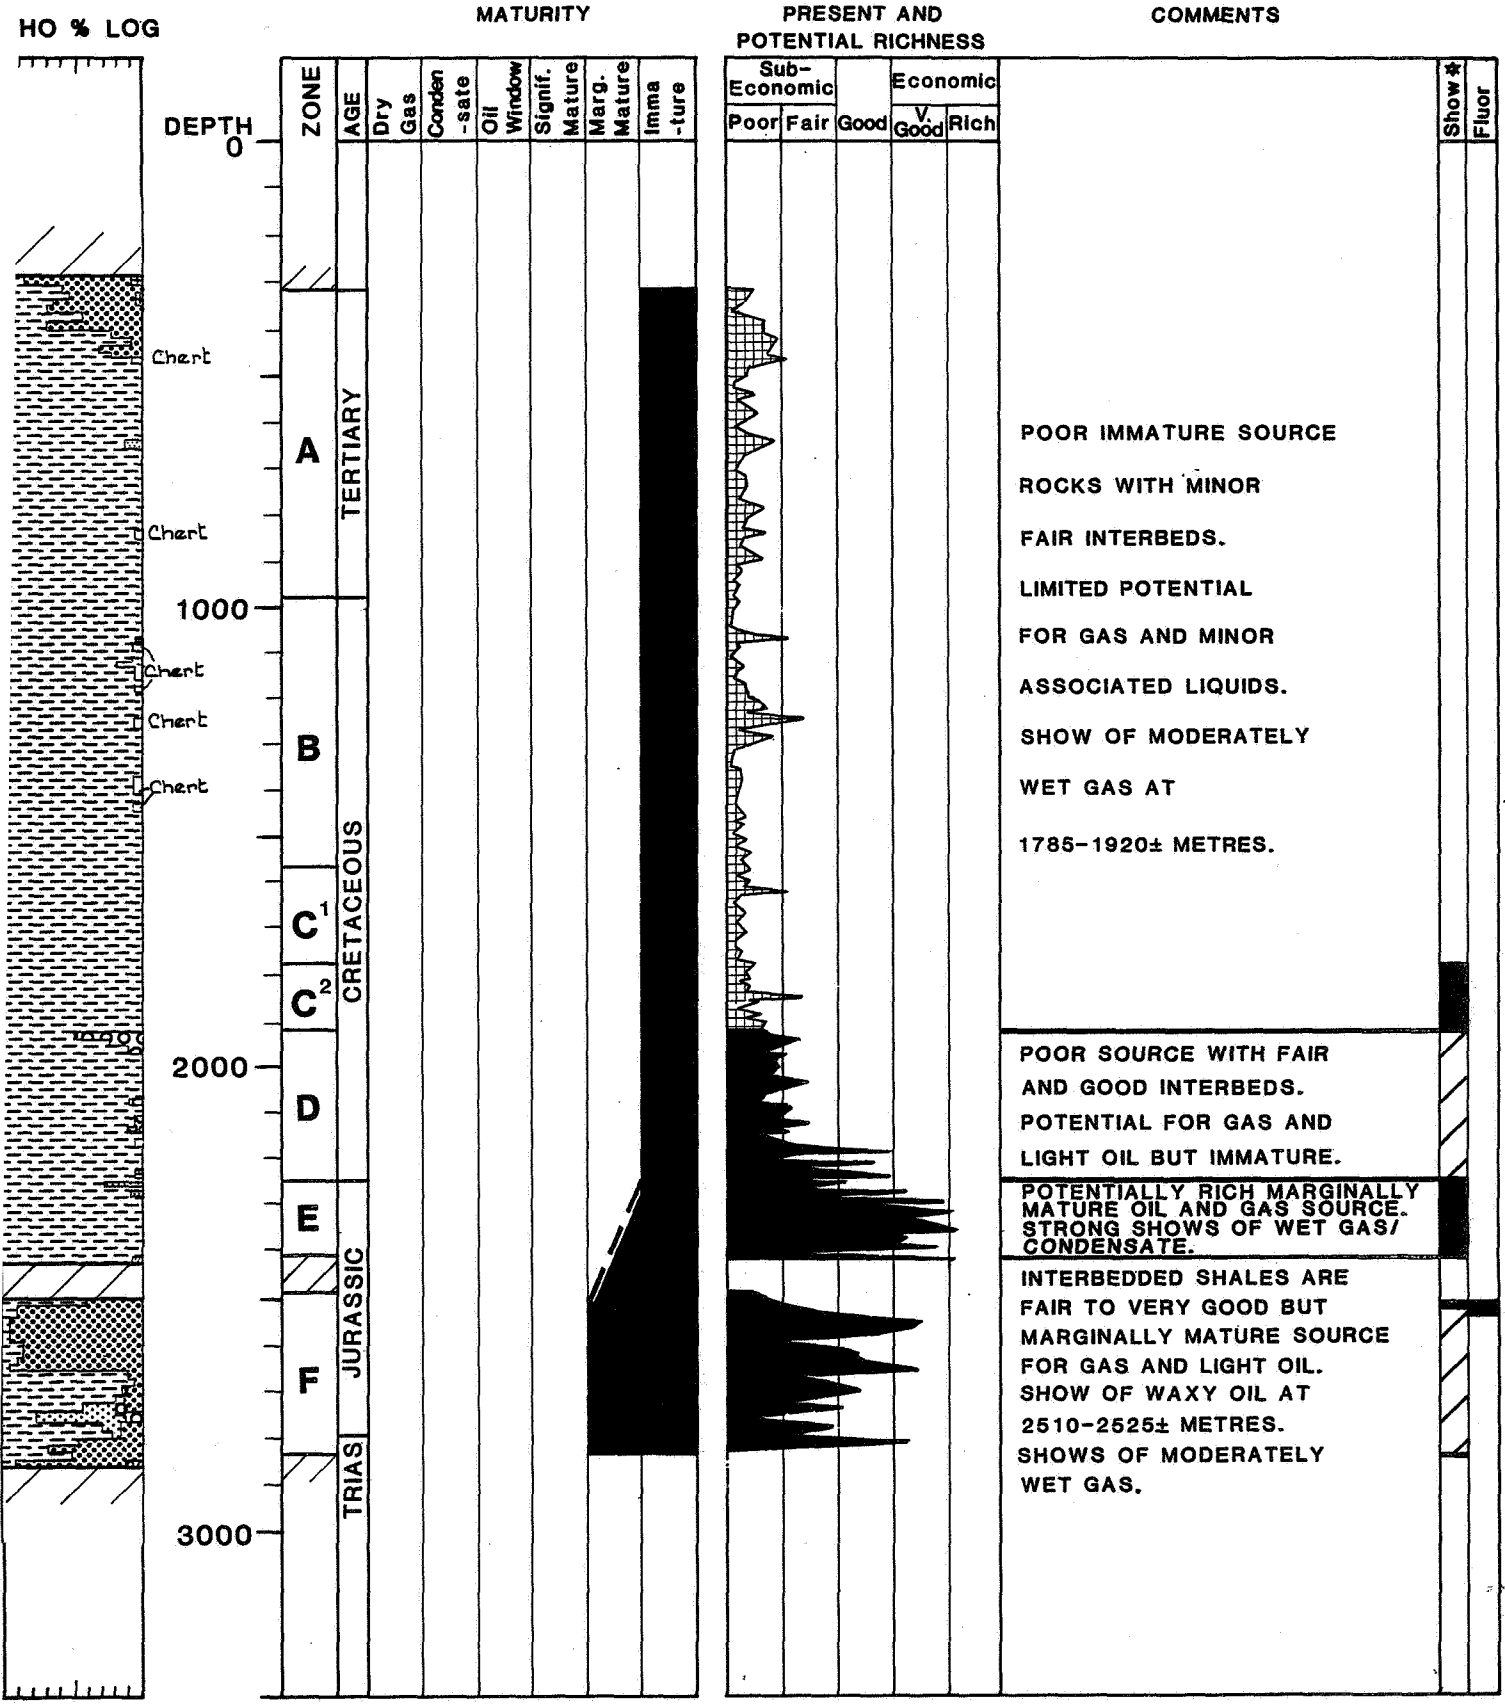 HO % LOG
MATURITY
PRESENT AND
POTENTIAL RICHNESS
COMMENTS
DEPTH
ZONE
AGE
Dry
Gas
Conden
-sate
Oil
Window
Signif.
Mature
Marg.
Mature
Imma
-ture
Sub-
Economic
Economic
Poor
Fair
Good
V.
Good
Rich
Show*
Fluor
0
1000
2000
3000
Chert
Chert
Chert
Chert
Chert
A
B
C1
C2
D
E
F
TERTIARY
CRETACEOUS
JURASSIC
TRIAS
POOR IMMATURE SOURCE
ROCKS WITH MINOR
FAIR INTERBEDS.
LIMITED POTENTIAL
FOR GAS AND MINOR
ASSOCIATED LIQUIDS.
SHOW OF MODERATELY
WET GAS AT
1785-1920± METRES.
POOR SOURCE WITH FAIR
AND GOOD INTERBEDS.
POTENTIAL FOR GAS AND
LIGHT OIL BUT IMMATURE.
POTENTIALLY RICH MARGINALLY
MATURE OIL AND GAS SOURCE.
STRONG SHOWS OF WET GAS/
CONDENSATE.
INTERBEDDED SHALES ARE
FAIR TO VERY GOOD BUT
MARGINALLY MATURE SOURCE
FOR GAS AND LIGHT OIL.
SHOW OF WAXY OIL AT
2510-2525± METRES.
SHOWS OF MODERATELY
WET GAS.